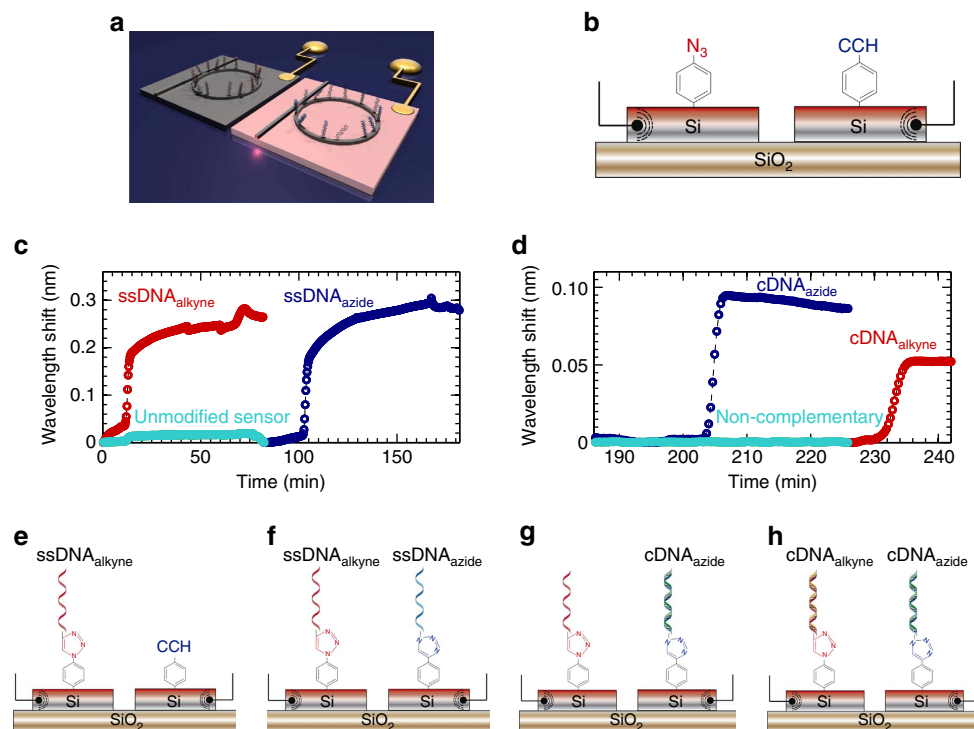 a
b
N₃
CCH
Si
Si
SiO₂
c
Wavelength shift (nm)
0.3
0.2
0.1
0
ssDNAalkyne
ssDNAazide
Unmodified sensor
0
50
100
150
Time (min)
d
Wavelength shift (nm)
0.10
0.05
0
cDNAazide
cDNAalkyne
Non-complementary
190
200
210
220
230
240
Time (min)
e
ssDNAalkyne
N
N
N
CCH
Si
Si
SiO₂
f
ssDNAalkyne
ssDNAazide
N
N
N
N
N
N
Si
Si
g
cDNAazide
N
N
N
N
N
N
Si
Si
SiO₂
h
cDNAalkyne
cDNAazide
N
N
N
N
N
N
Si
Si